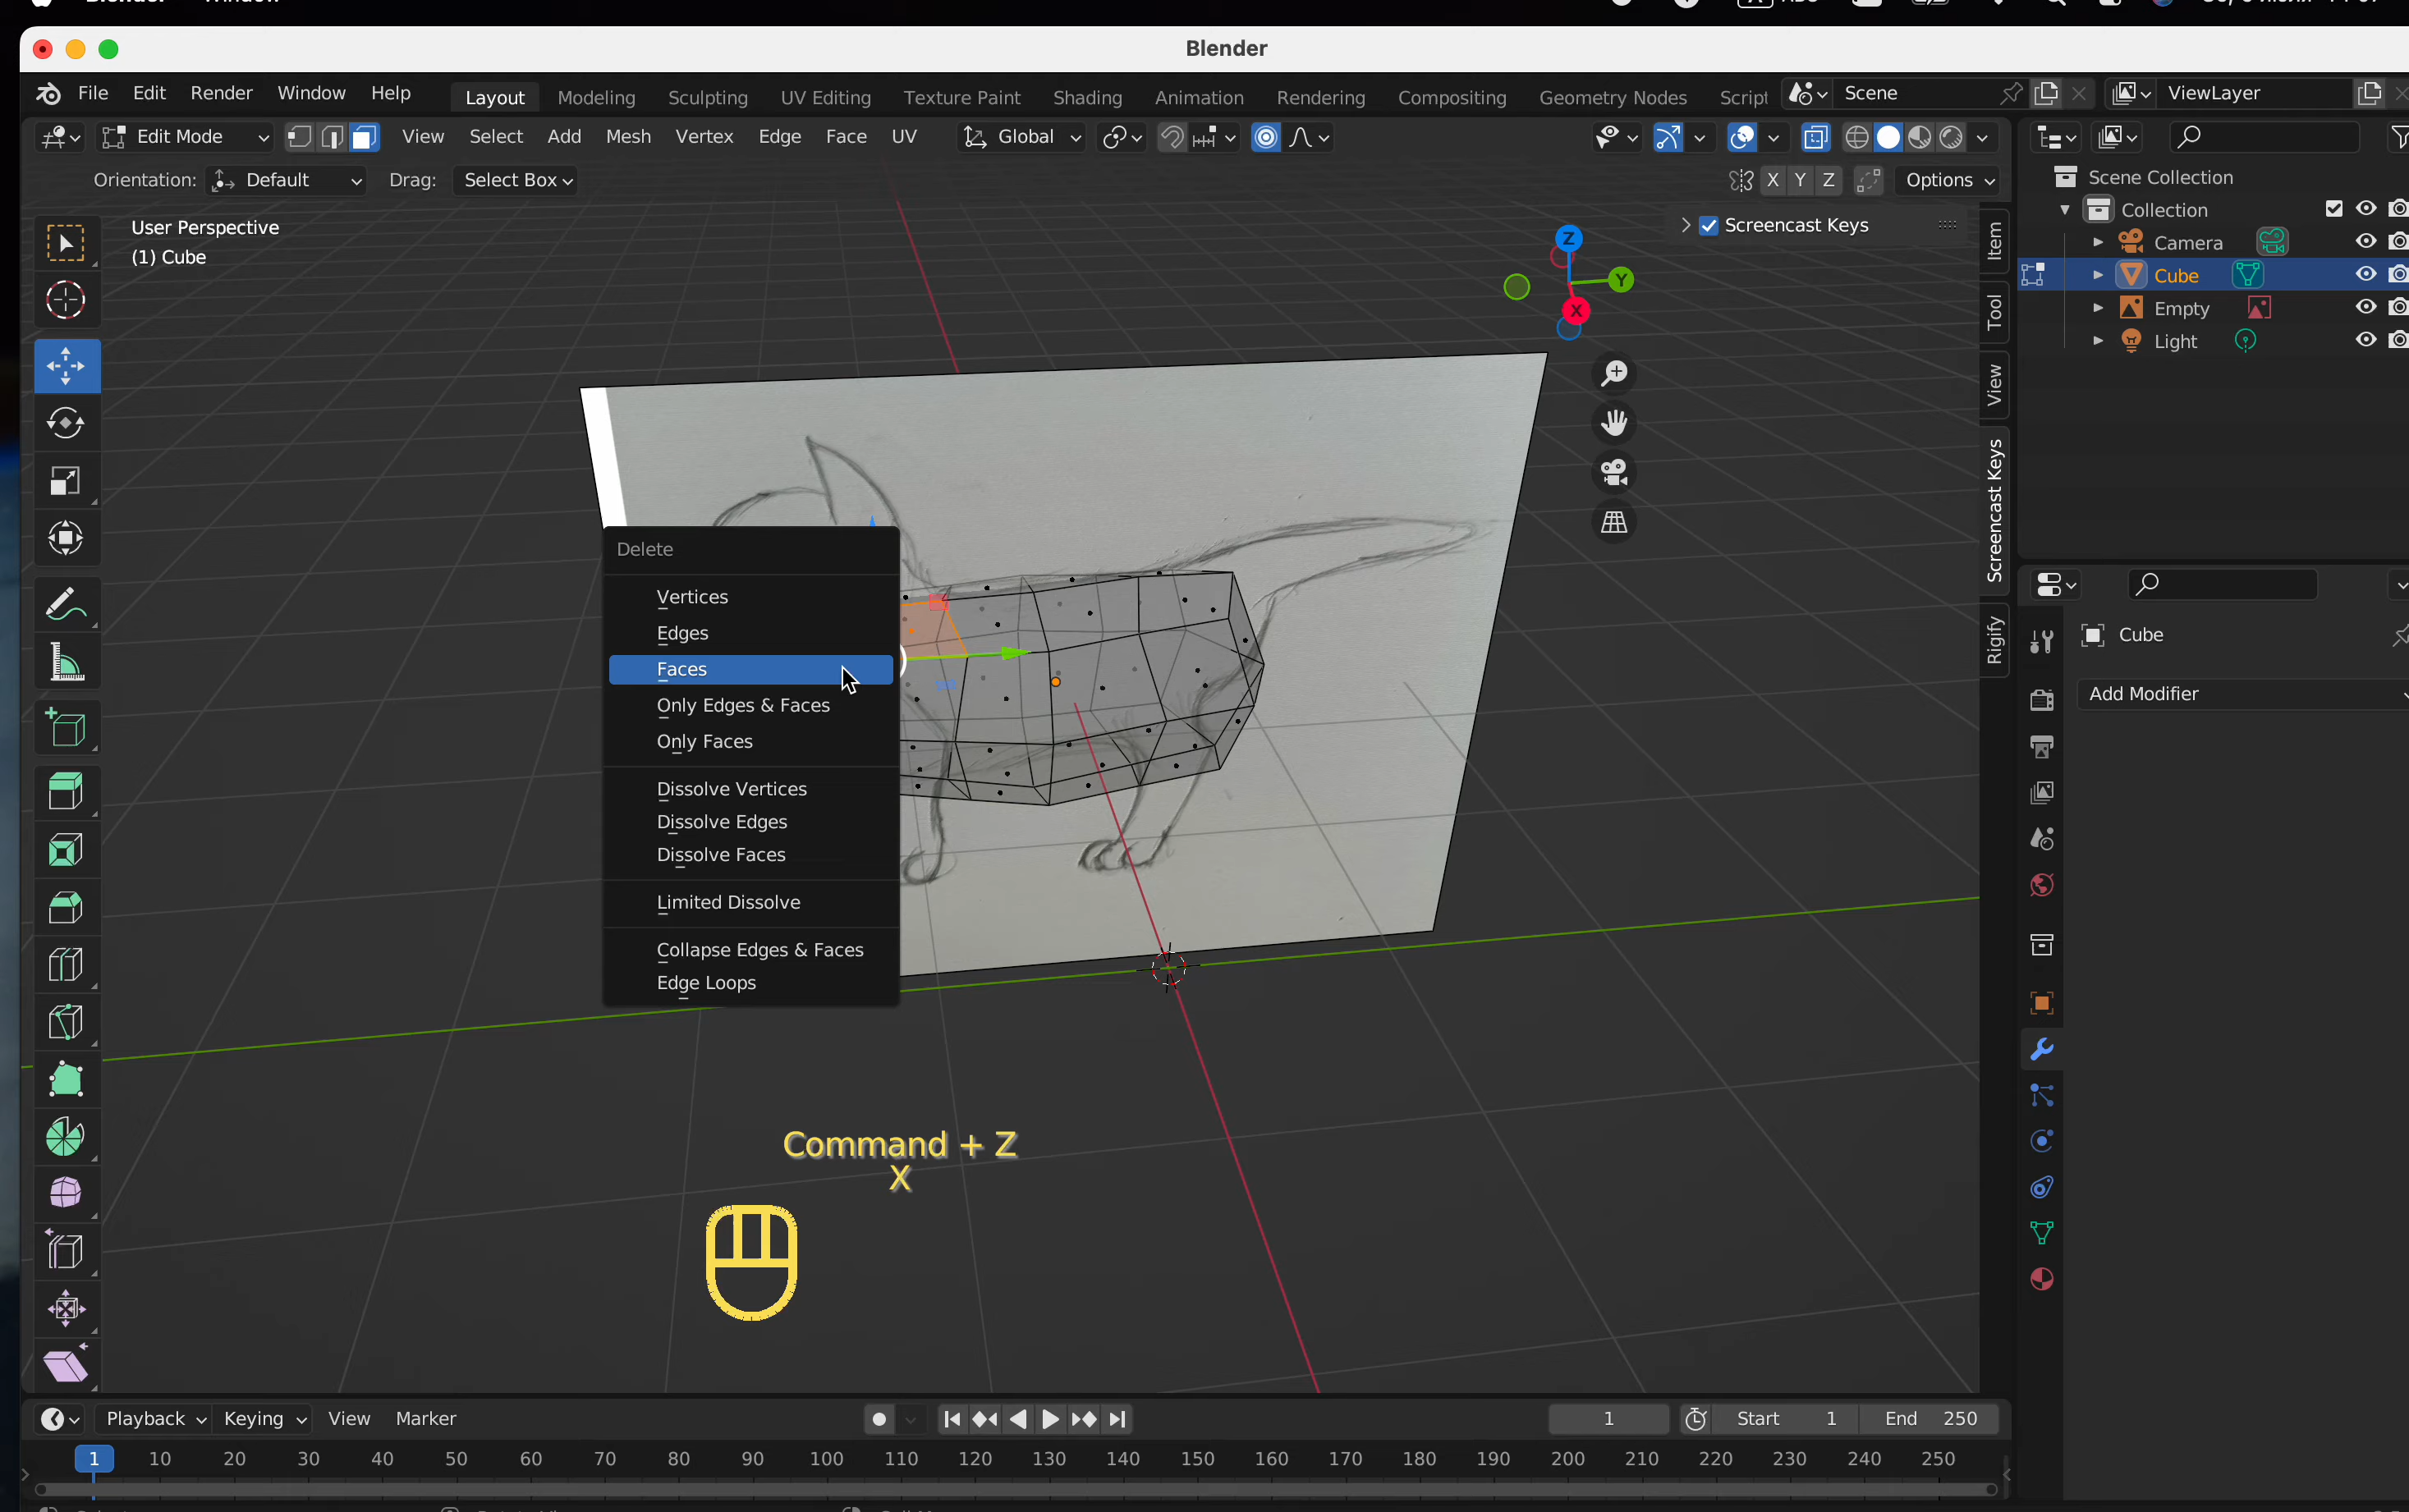 Blender
File Edit Render Window Help Layout Modeling Sculpting UV Editing Texture Paint Shading Animation Rendering Compositing Geometry Nodes Script Scene ViewLayer
Edit Mode View Select Add Mesh Vertex Edge Face UV Global
Orientation: Default Drag: Select Box X Y Z Options
Scene Collection
Collection
Camera
Cube
Empty
Light
User Perspective
(1) Cube
Screencast Keys
Z
Y
X
Item
Tool
View
Screencast Keys
Rigify
Cube
Add Modifier
Delete
Vertices
Edges
Faces
Only Edges & Faces
Only Faces
Dissolve Vertices
Dissolve Edges
Dissolve Faces
Limited Dissolve
Collapse Edges & Faces
Edge Loops
Command + Z
X
Playback Keying View Marker 1 Start 1 End 250
1 10 20 30 40 50 60 70 80 90 100 110 120 130 140 150 160 170 180 190 200 210 220 230 240 250